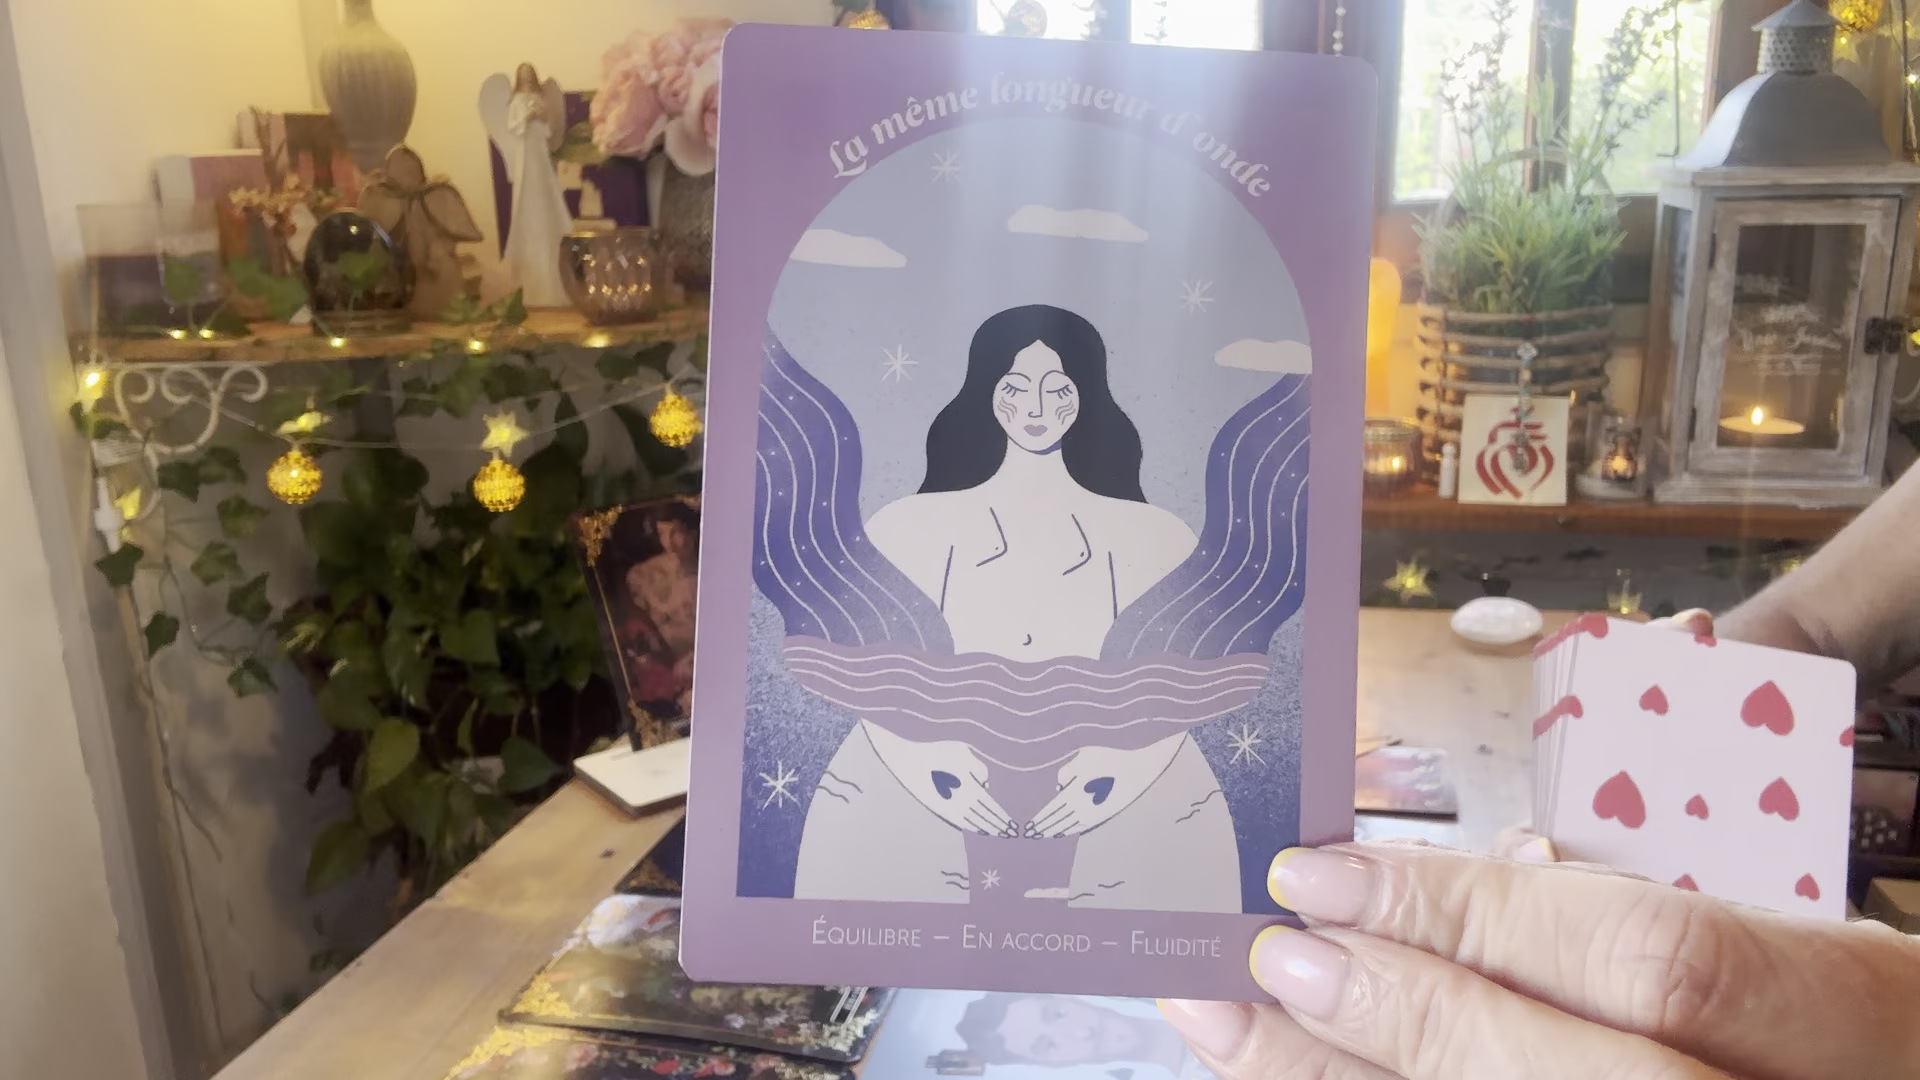 La même longueur d'onde
ÉQUILIBRE – EN ACCORD – FLUIDITÉ